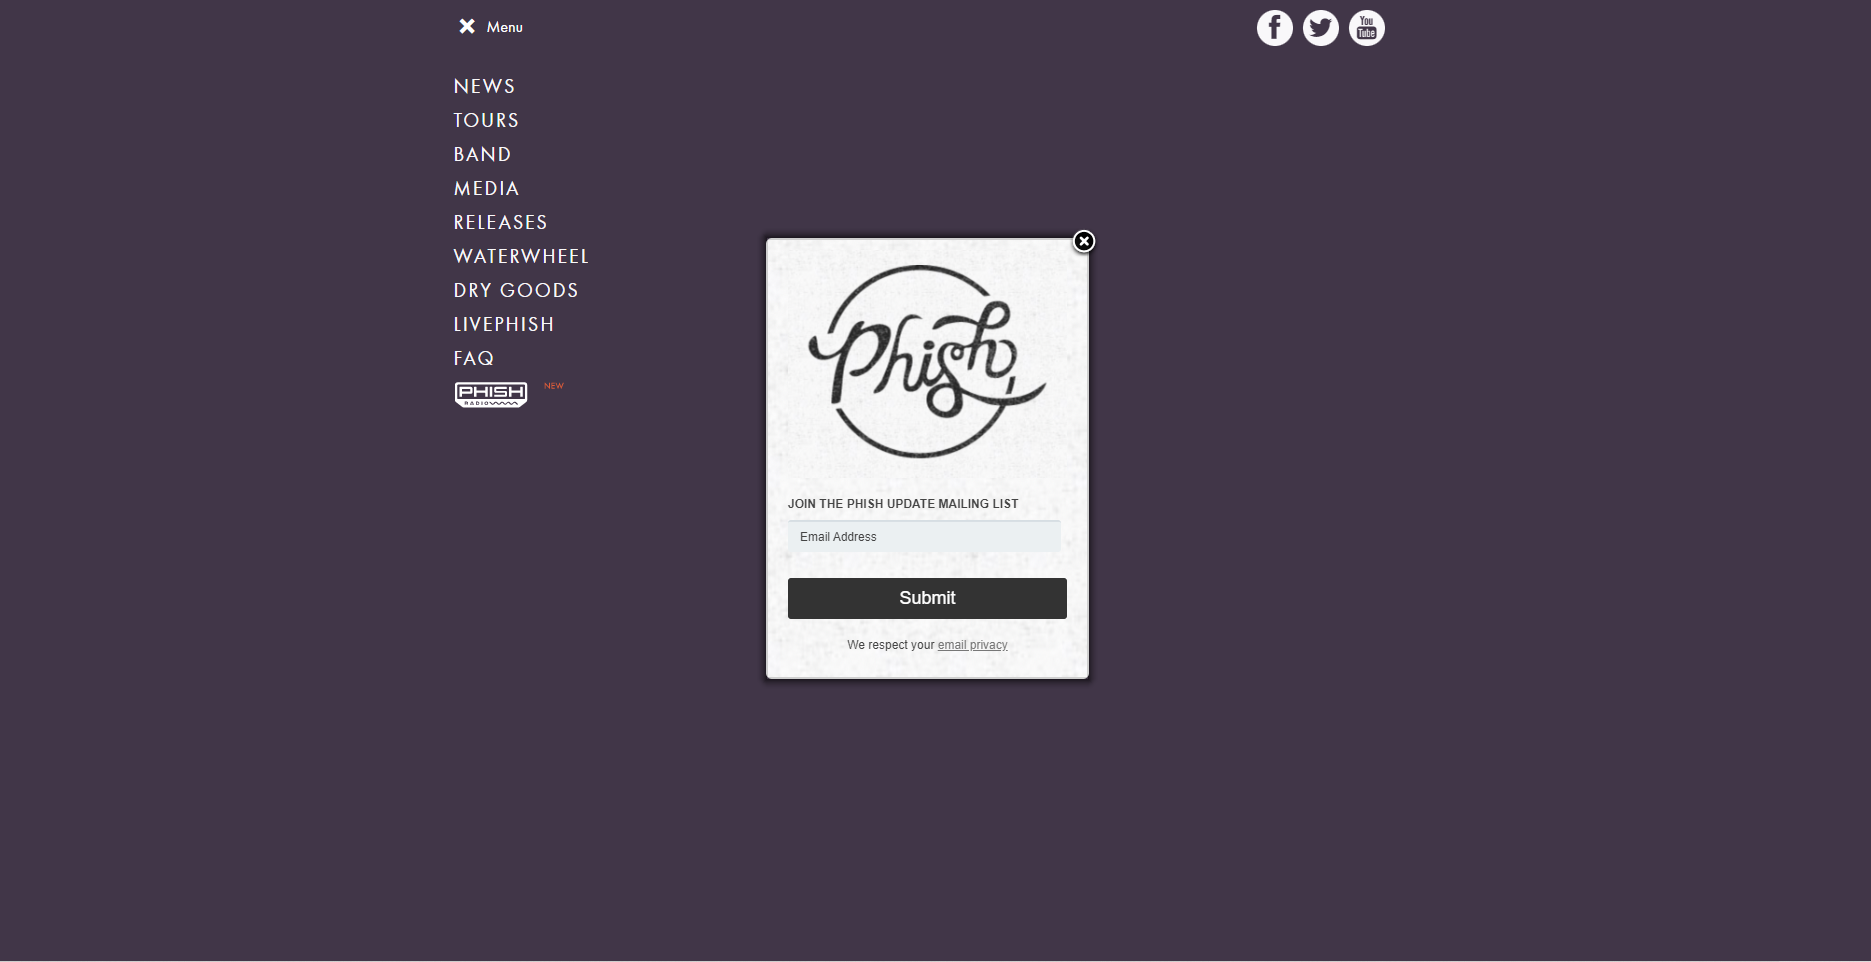 Menu
You
Tube
NEWS
TOURS
BAND
MEDIA
RELEASES
WATERWHEEL
DRY GOODS
LIVEPHISH
FAQ
PHISH NEW
RADIO
Phish
JOIN THE PHISH UPDATE MAILING LIST
Email Address
Submit
We respect your email privacy